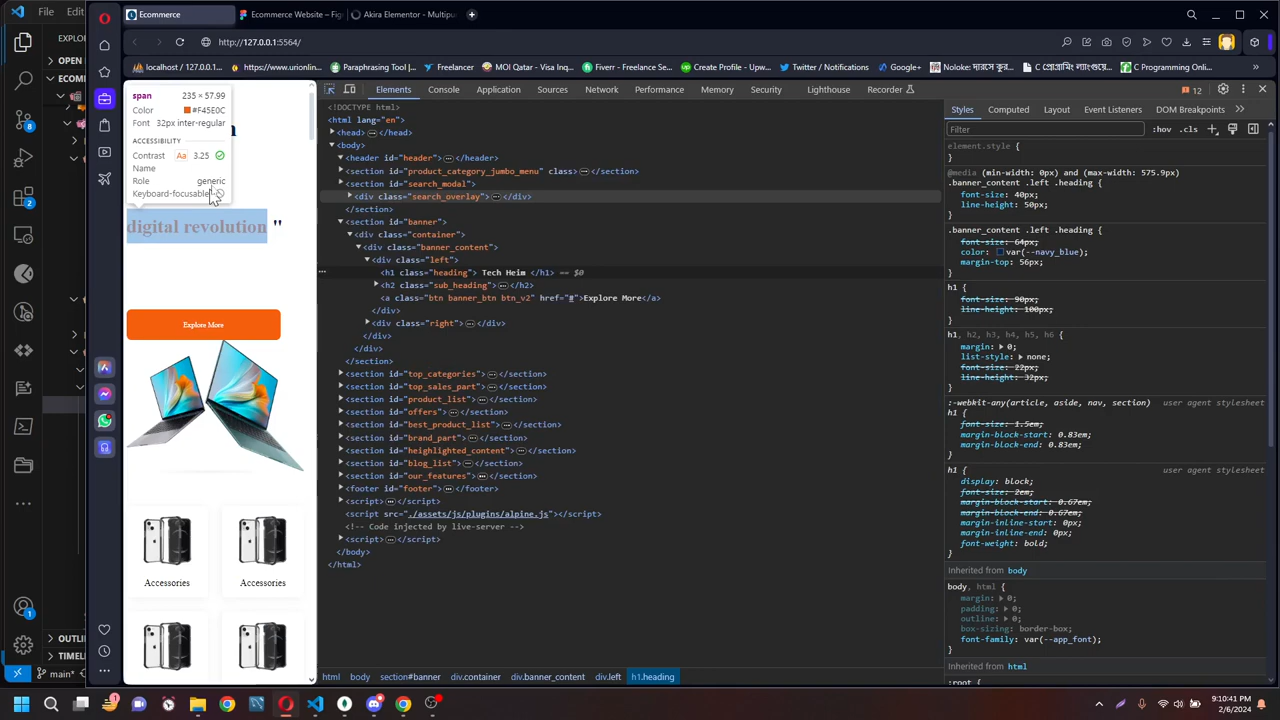 File
Edit
EXPLOR
ECOMM
OUTLIN
TIMELIN
main*
Ecommerce
Ecommerce Website – Fig
Akira Elementor - Multipu
http://127.0.0.1:5564/
localhost / 127.0.0.1
https://www.urionlin
Paraphrasing Tool |
Freelancer
MOI Qatar - Visa Inq
Fiverr - Freelance Se
Create Profile - Upw
Twitter / Notifications
Google+
C Programming
span 235 × 57.99
Color #F45E0C
Font 32px inter-regular
ACCESSIBILITY
Contrast Aa 3.25
Name
Role generic
Keyboard-focusable
digital revolution "
Explore More
Accessories
Accessories
Elements
Console
Sources
Network
Performance
Memory
Application
Security
Lighthouse
Recorder
12
<!DOCTYPE html>
<html lang="en">
<head> </head>
<body>
<header id="header"> </header>
<section id="product_category_jumbo_menu" class> </section>
<section id="search_modal">
<div class="search_overlay"> </div>
</section>
<section id="banner">
<div class="container">
<div class="banner_content">
<div class="left">
<h1 class="heading"> Tech Heim </h1> == $0
<h2 class="sub_heading"> </h2>
<a class="btn banner_btn btn_v2" href="#">Explore More</a>
</div>
<div class="right"> </div>
</div>
</div>
</section>
<section id="top_categories"> </section>
<section id="top_sales_part"> </section>
<section id="product_list"> </section>
<section id="offers"> </section>
<section id="best_product_list"> </section>
<section id="brand_part"> </section>
<section id="heighlighted_content"> </section>
<section id="blog_list"> </section>
<section id="our_features"> </section>
<footer id="footer"> </footer>
<script> </script>
<script src="./assets/js/plugins/alpine.js"></script>
<!-- Code injected by live-server -->
<script> </script>
</body>
</html>
html body section#banner div.container div.banner_content div.left h1.heading
Styles
Computed
Layout
Event Listeners
DOM Breakpoints
Filter
:hov .cls
element.style {
}
@media (min-width: 0px) and (max-width: 575.99px)
.banner_content .left .heading {
font-size: 40px;
line-height: 50px;
}
.banner_content .left .heading {
font-size: 64px;
color: var(--navy_blue);
margin-top: 56px;
}
h1 {
font-size: 90px;
line-height: 100px;
}
h1, h2, h3, h4, h5, h6 {
margin: 0;
list-style: none;
font-size: 22px;
line-height: 32px;
}
:-webkit-any(article, aside, nav, section) user agent stylesheet
h1 {
font-size: 1.5em;
margin-block-start: 0.83em;
margin-block-end: 0.83em;
}
h1 { user agent stylesheet
display: block;
font-size: 2em;
margin-block-start: 0.67em;
margin-block-end: 0.67em;
margin-inline-start: 0px;
margin-inline-end: 0px;
font-weight: bold;
}
Inherited from body
body, html {
margin: 0;
padding: 0;
outline: 0;
box-sizing: border-box;
font-family: var(--app_font);
}
Inherited from html
:root {
9:10:41 PM
2/6/2024